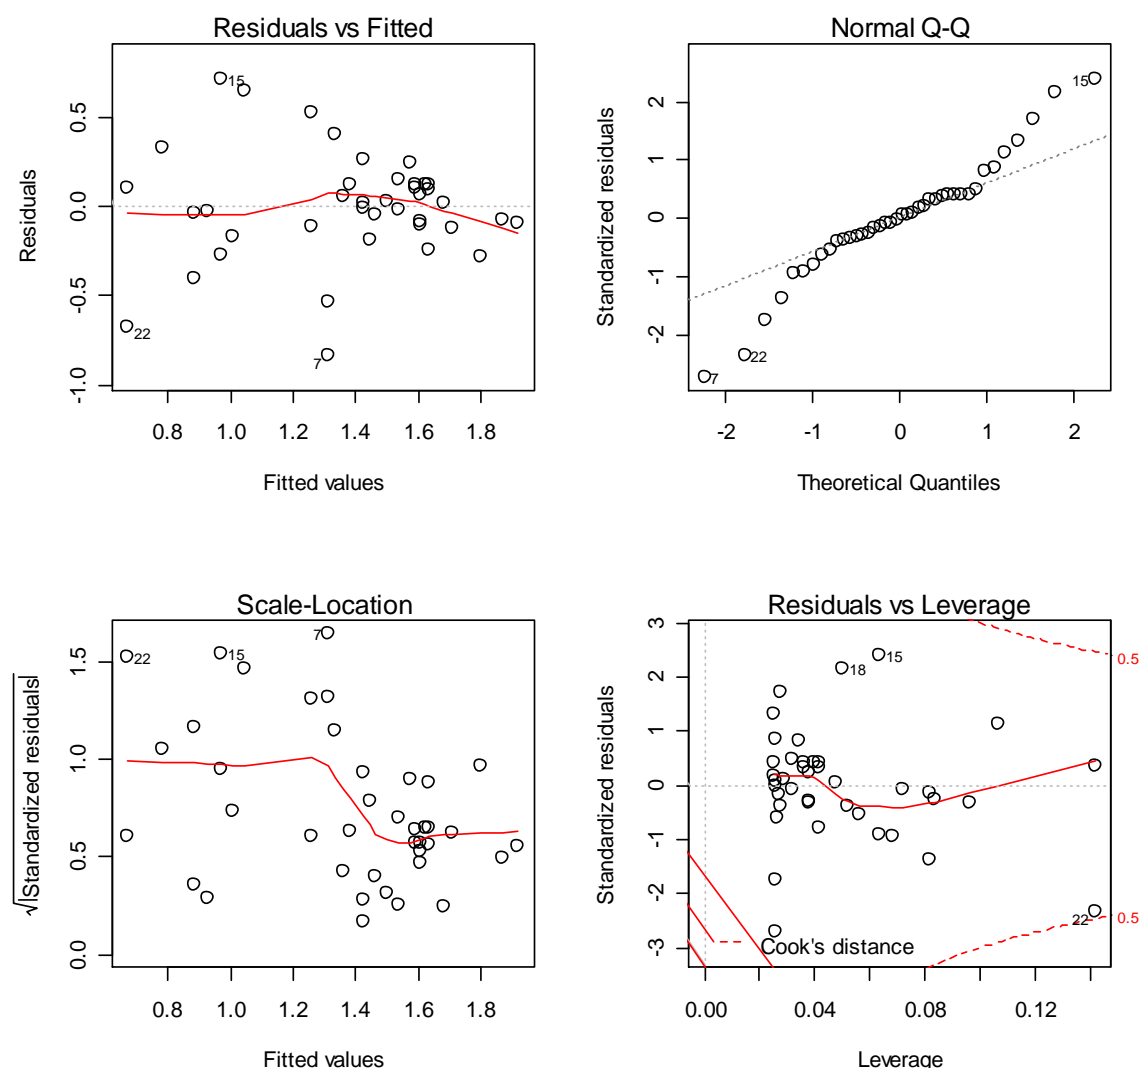 Residuals vs Fitted
Residuals
0.5
0.0
-0.5
-1.0
15
22
7
0.8 1.0 1.2 1.4 1.6 1.8
Fitted values
Normal Q-Q
Standardized residuals
2
1
0
-1
-2
15
22
7
-2 -1 0 1 2
Theoretical Quantiles
Scale-Location
√|Standardized residuals|
1.5
1.0
0.5
0.0
7
22
15
0.8 1.0 1.2 1.4 1.6 1.8
Fitted values
Residuals vs Leverage
Standardized residuals
3
2
1
0
-1
-2
-3
0.5
15
18
22
0.5
Cook's distance
0.00 0.04 0.08 0.12
Leverage